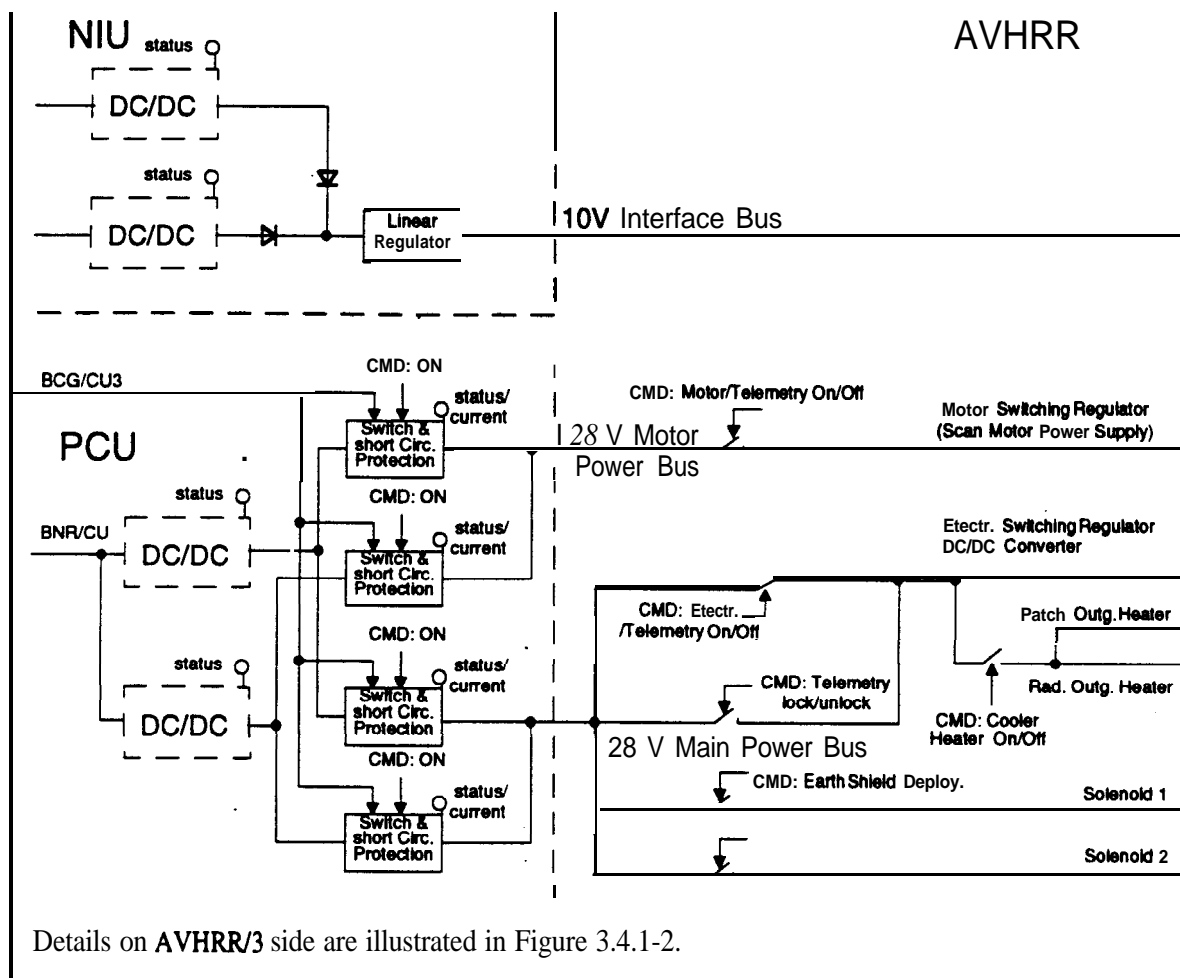 NIU
status
AVHRR
DC/DC
status
DC/DC
Linear
Regulator
10V Interface Bus
BCG/CU3
CMD: ON
status/
current
Switch &
short Circ.
Protection
CMD: Motor/Telemetry On/Off
Motor Switching Regulator
(Scan Motor Power Supply)
28 V Motor
Power Bus
PCU
status
BNR/CU
DC/DC
CMD: ON
status/
current
Switch &
short Circ.
Protection
Etectr. Switching Regulator
DC/DC Converter
CMD: Etectr.
/Telemetry On/Off
Patch Outg. Heater
CMD: ON
status
DC/DC
status/
current
Switch &
short Circ.
Protection
CMD: Telemetry
lock/unlock
Rad. Outg. Heater
CMD: Cooler
Heater On/Off
28 V Main Power Bus
CMD: ON
status/
current
Switch &
short Circ.
Protection
CMD: Earth Shield Deploy.
Solenoid 1
Solenoid 2
Details on AVHRR/3 side are illustrated in Figure 3.4.1-2.